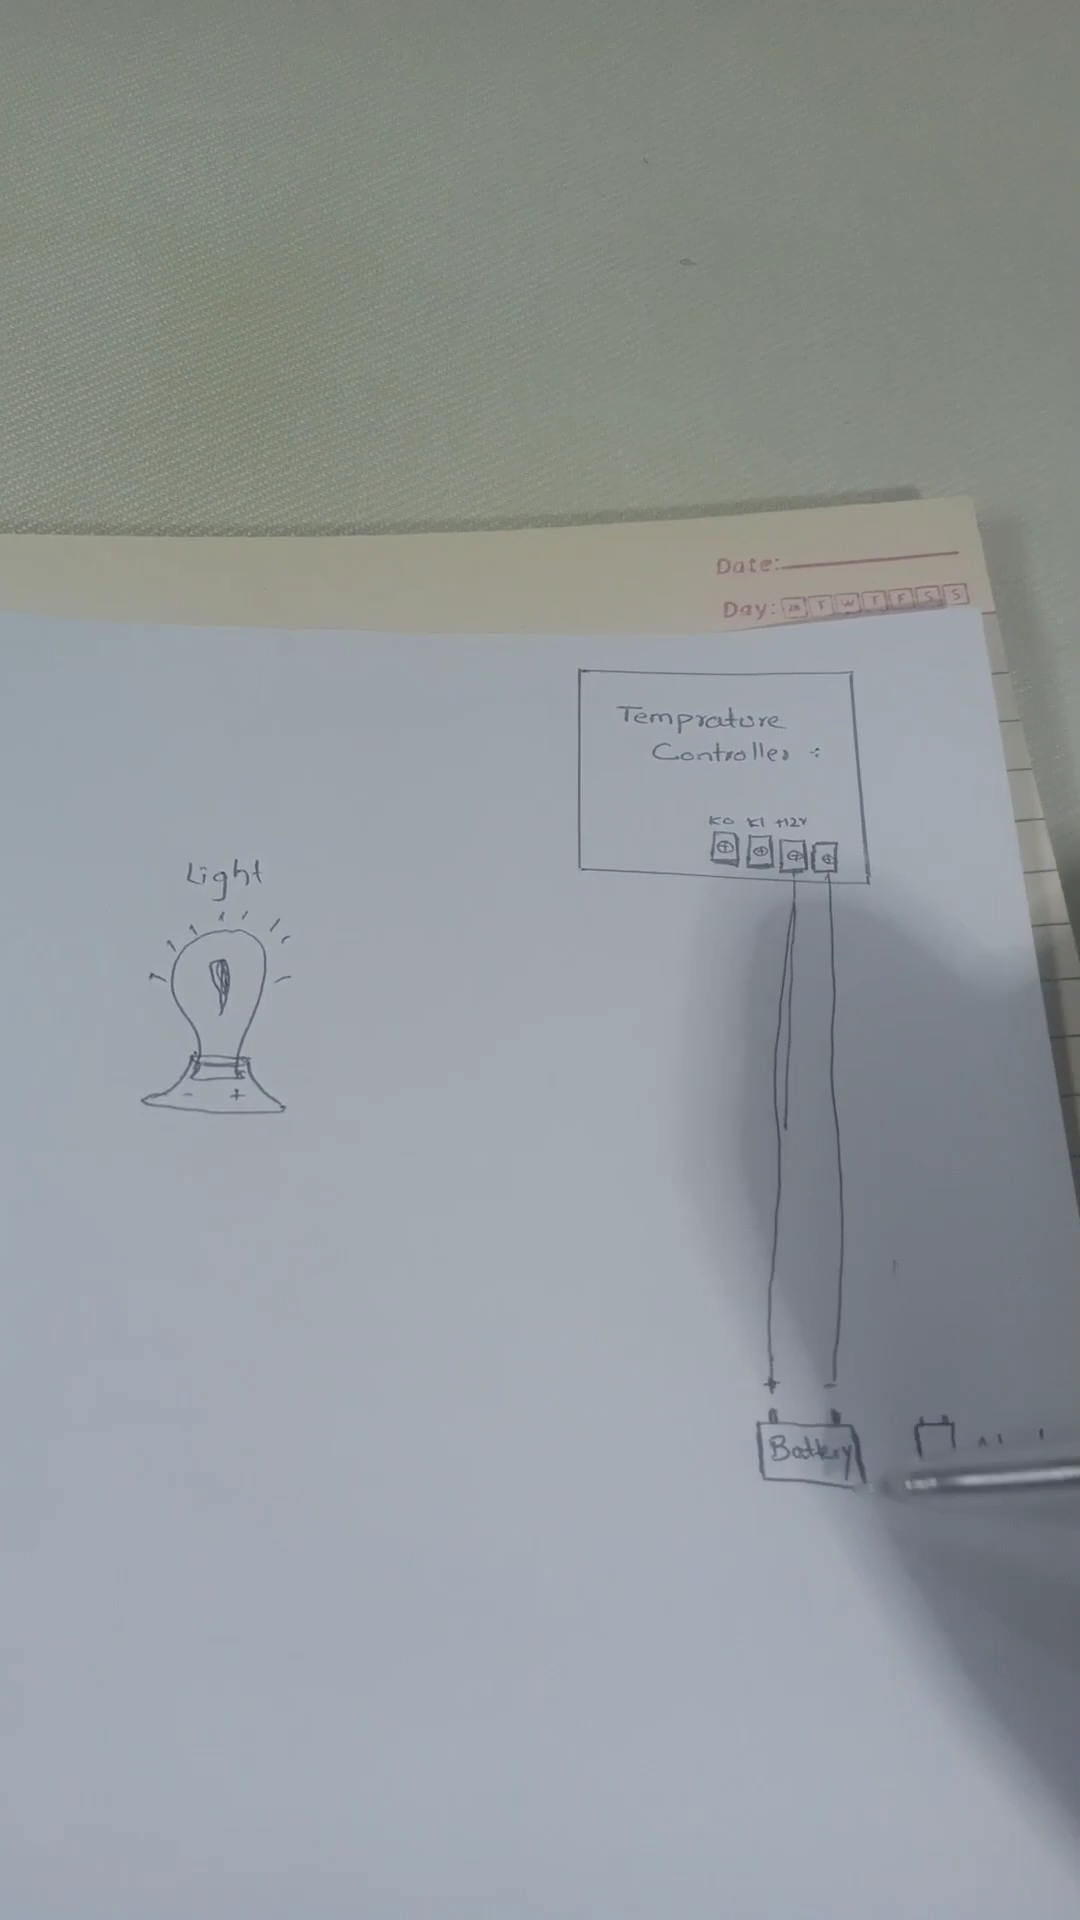 Date:
Day: M T W T F S S
Temprature
Controller :
K0 K1 +12V
Light
- +
+ -
Battery